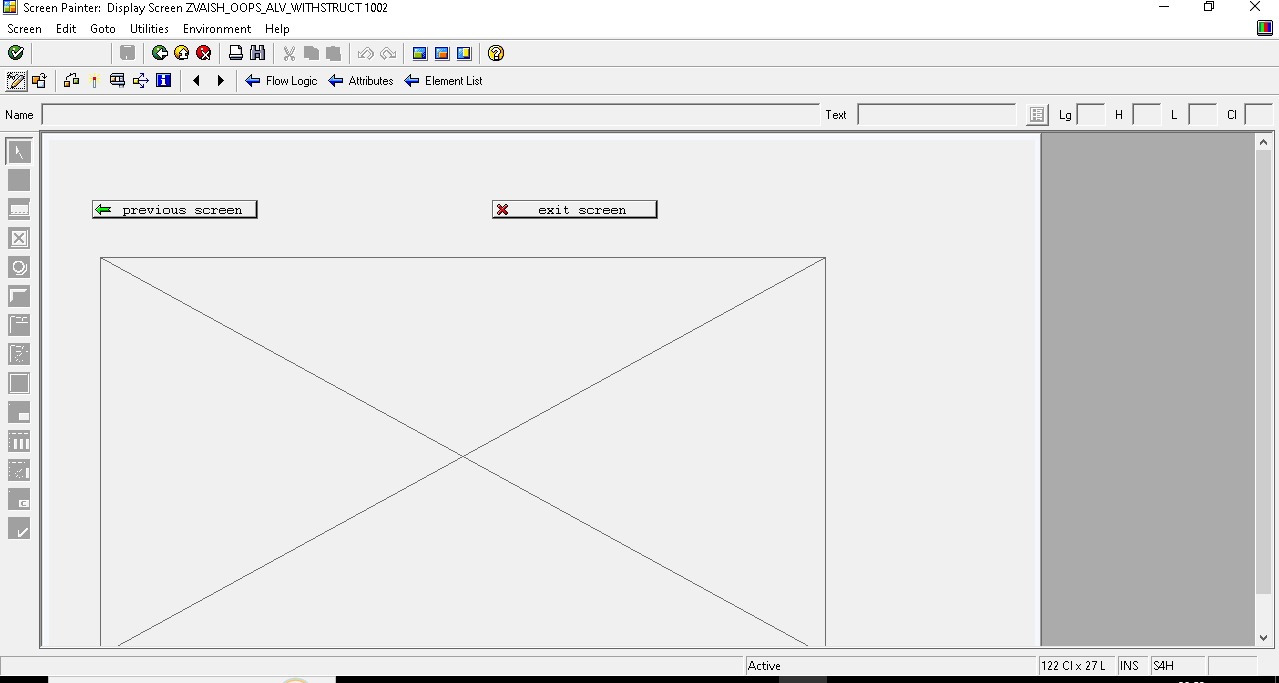 Screen Painter: Display Screen ZVAISH_OOPS_ALV_WITHSTRUCT 1002
Screen Edit Goto Utilities Environment Help
Flow Logic Attributes Element List
Name Text Lg H L Cl
previous screen exit screen
Active 122 Cl x 27 L INS S4H